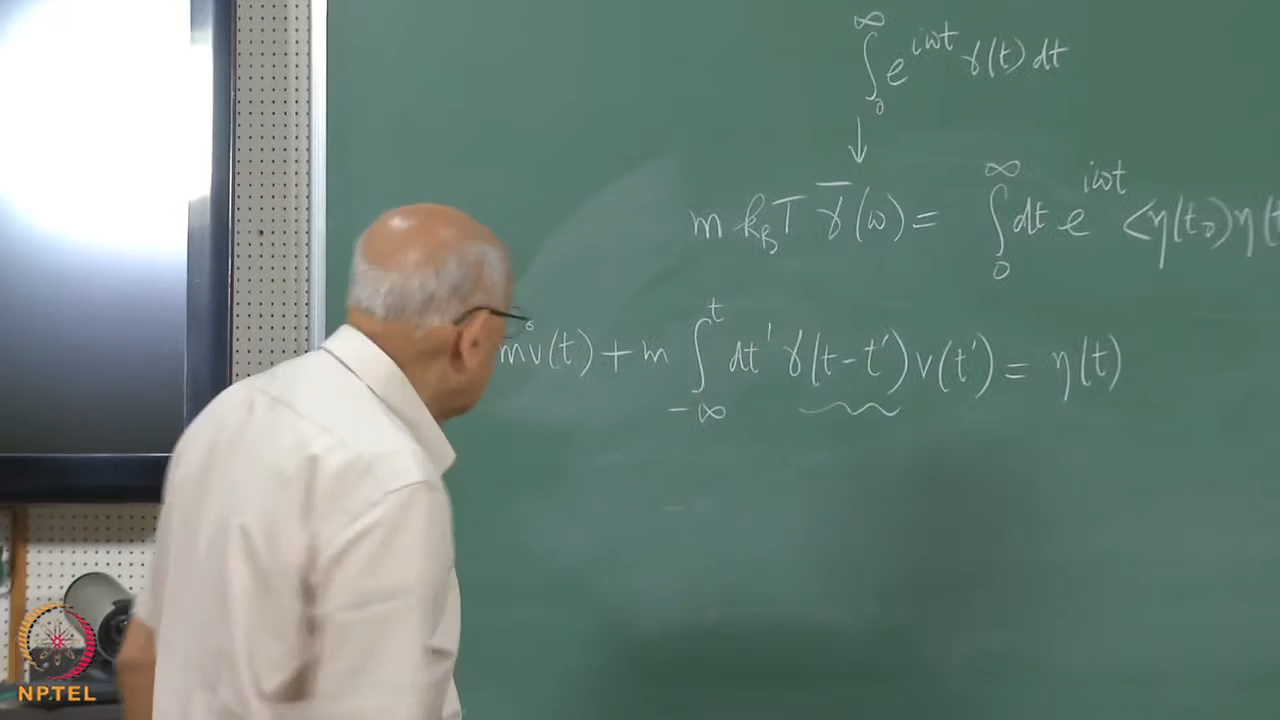 ∫₀^∞ e^{iωt} γ(t) dt
↓
m k_B T γ̄(ω) = ∫₀^∞ dt e^{iωt} <η(t₀)η(t
mv̇(t) + m ∫_{-∞}^t dt' γ(t-t') v(t') = η(t)
NPTEL